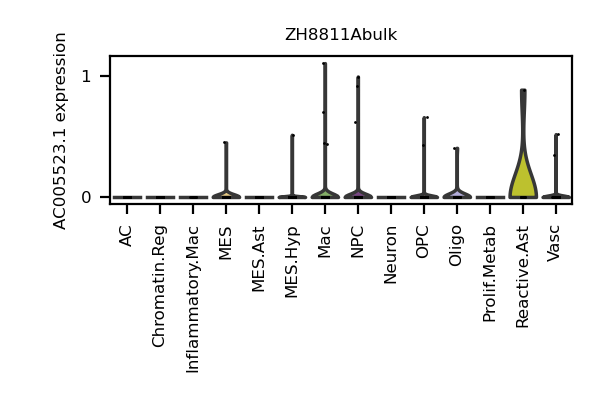 ZH8811Abulk
AC005523.1 expression
1
0
AC
Chromatin.Reg
Inflammatory.Mac
MES
MES.Ast
MES.Hyp
Mac
NPC
Neuron
OPC
Oligo
Prolif.Metab
Reactive.Ast
Vasc